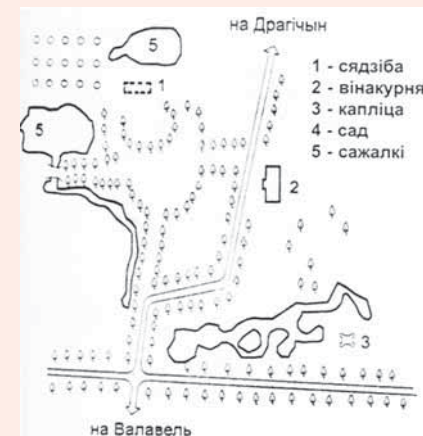 на Драгічын
5
1 - сядзіба
2 - вінакурня
3 - капліца
4 - сад
5 - сажалкі
1
5
2
3
на Валавель